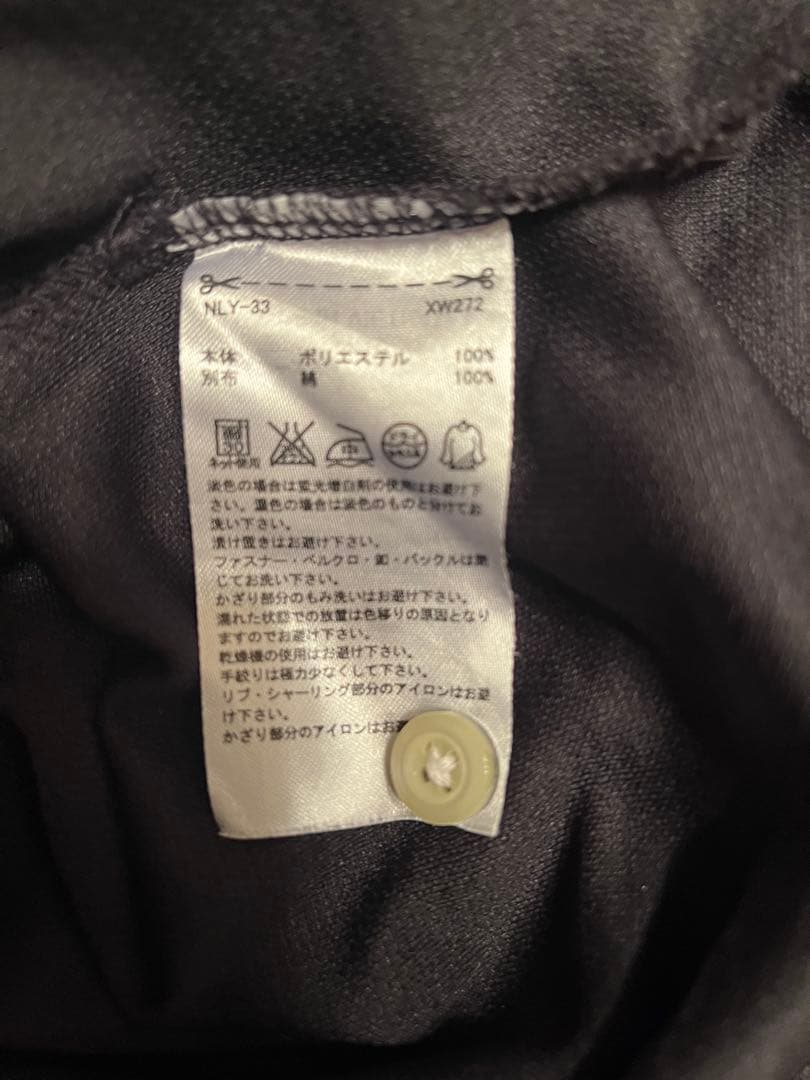 NLY-33 XW272
本体 ポリエステル 100%
別布 綿 100%
ネット使用 中 ドライ
淡色の場合は蛍光増白剤の使用はお避け下
さい。濃色の場合は淡色のものと分けてお
洗い下さい。
漬け置きはお避け下さい。
ファスナー・ベルクロ・釦・バックルは閉
じてお洗い下さい。
かざり部分のもみ洗いはお避け下さい。
濡れた状態での放置は色移りの原因となり
ますのでお避け下さい。
乾燥機の使用はお避け下さい。
手絞りは極力少なくして下さい。
リブ・シャーリング部分のアイロンはお避
け下さい。
かざり部分のアイロンはお避